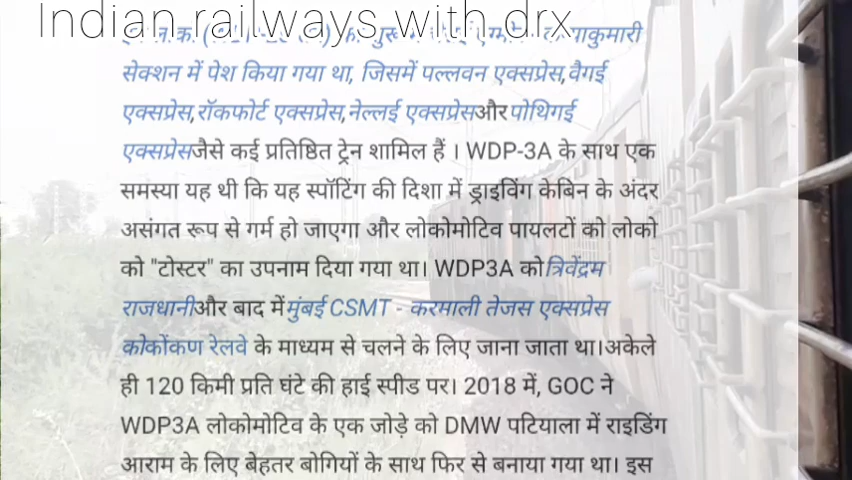 Indian railways with drx
याकुमारी
सेक्शन में पेश किया गया था, जिसमें पल्लवन एक्सप्रेस,वैगई
एक्सप्रेस,रॉकफोर्ट एक्सप्रेस,नेल्लई एक्सप्रेसऔरपोथिगई
एक्सप्रेसजैसे कई प्रतिष्ठित ट्रेन शामिल हैं । WDP-3A के साथ एक
समस्या यह थी कि यह स्पॉटिंग की दिशा में ड्राइविंग केबिन के अंदर
असंगत रूप से गर्म हो जाएगा और लोकोमोटिव पायलटों को लोको
को "टोस्टर" का उपनाम दिया गया था। WDP3A कोत्रिवेंद्रम
राजधानीऔर बाद मेंमुंबई CSMT - करमाली तेजस एक्सप्रेस
कोकोंकण रेलवे के माध्यम से चलने के लिए जाना जाता था।अकेले
ही 120 किमी प्रति घंटे की हाई स्पीड पर। 2018 में, GOC ने
WDP3A लोकोमोटिव के एक जोड़े को DMW पटियाला में राइडिंग
आराम के लिए बेहतर बोगियों के साथ फिर से बनाया गया था। इस